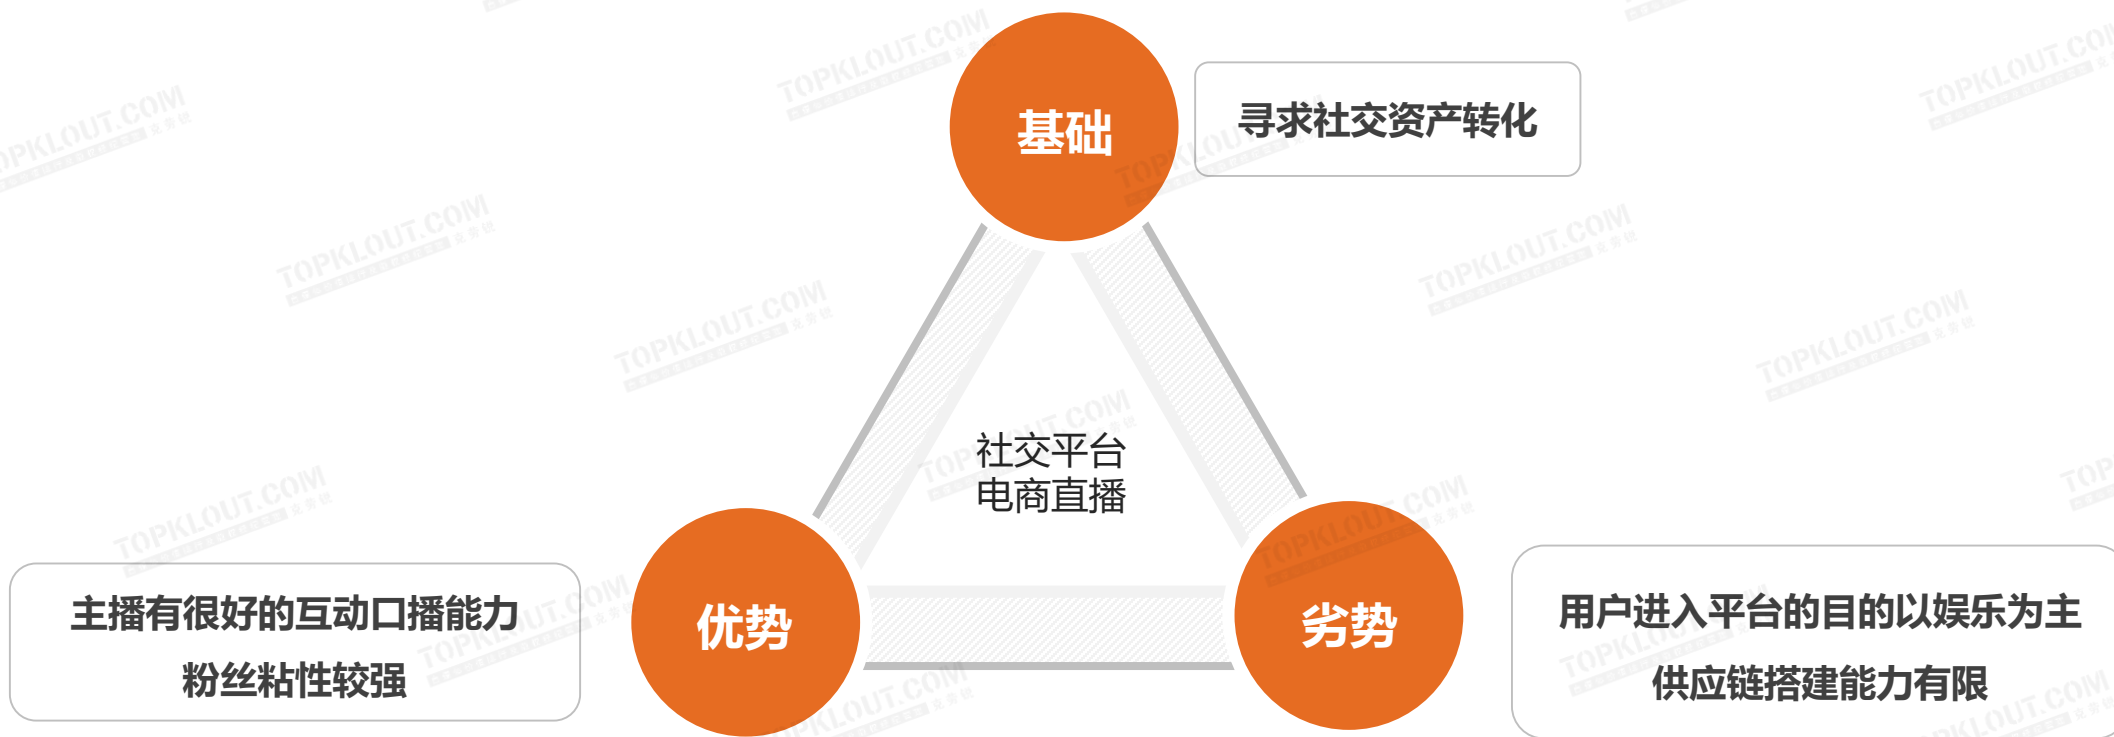 基础
寻求社交资产转化
社交平台
电商直播
优势
主播有很好的互动口播能力
粉丝粘性较强
劣势
用户进入平台的目的以娱乐为主
供应链搭建能力有限
TOPKLOUT.COM
克劳锐